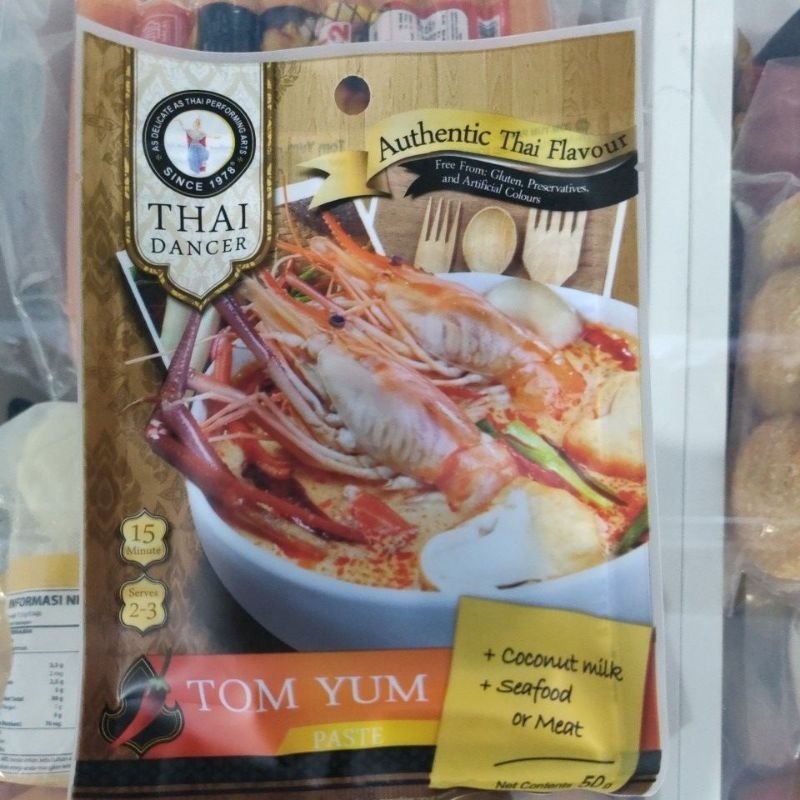 AS DELICATE AS THAI PERFORMING ARTS
SINCE 1978
THAI
DANCER
Authentic Thai Flavour
Free From: Gluten, Preservatives,
and Artificial Colours
15
Minute
Serves
2-3
TOM YUM
PASTE
+ Coconut milk
+ Seafood
or Meat
Net Contents 50 g
INFORMASI NI